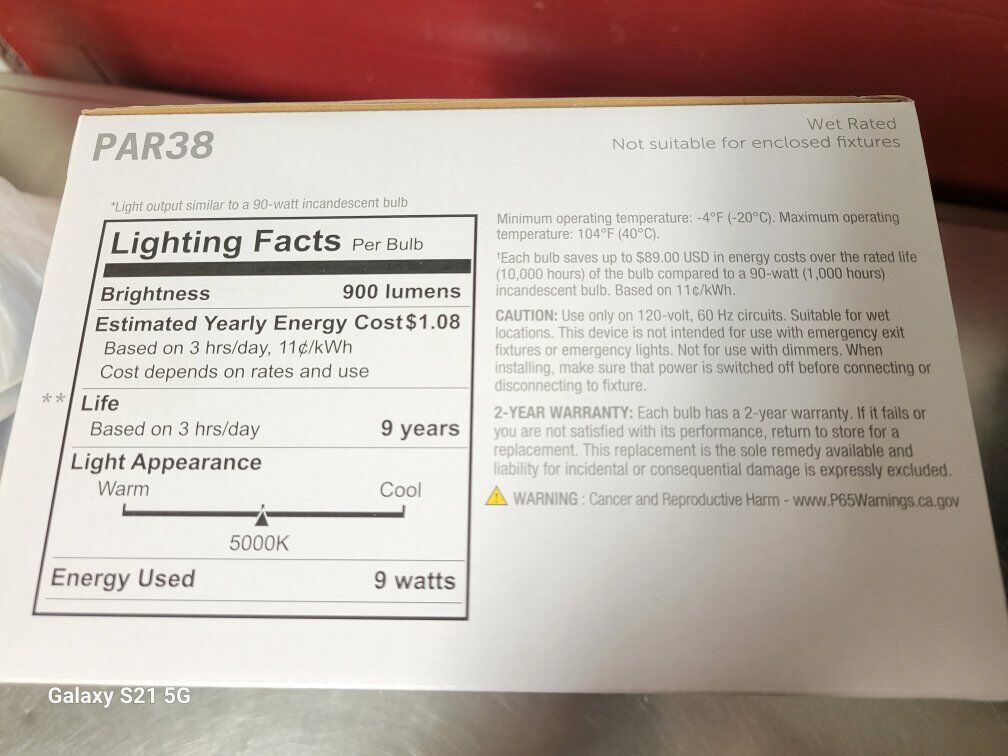 PAR38
Wet Rated
Not suitable for enclosed fixtures
*Light output similar to a 90-watt incandescent bulb
Lighting Facts Per Bulb
Brightness 900 lumens
Estimated Yearly Energy Cost $1.08
Based on 3 hrs/day, 11¢/kWh
Cost depends on rates and use
**
Life
Based on 3 hrs/day 9 years
Light Appearance
Warm Cool
5000K
Energy Used 9 watts
Minimum operating temperature: -4°F (-20°C). Maximum operating
temperature: 104°F (40°C).
†Each bulb saves up to $89.00 USD in energy costs over the rated life
(10,000 hours) of the bulb compared to a 90-watt (1,000 hours)
incandescent bulb. Based on 11¢/kWh.
CAUTION: Use only on 120-volt, 60 Hz circuits. Suitable for wet
locations. This device is not intended for use with emergency exit
fixtures or emergency lights. Not for use with dimmers. When
installing, make sure that power is switched off before connecting or
disconnecting to fixture.
2-YEAR WARRANTY: Each bulb has a 2-year warranty. If it fails or
you are not satisfied with its performance, return to store for a
replacement. This replacement is the sole remedy available and
liability for incidental or consequential damage is expressly excluded.
WARNING : Cancer and Reproductive Harm - www.P65Warnings.ca.gov
Galaxy S21 5G